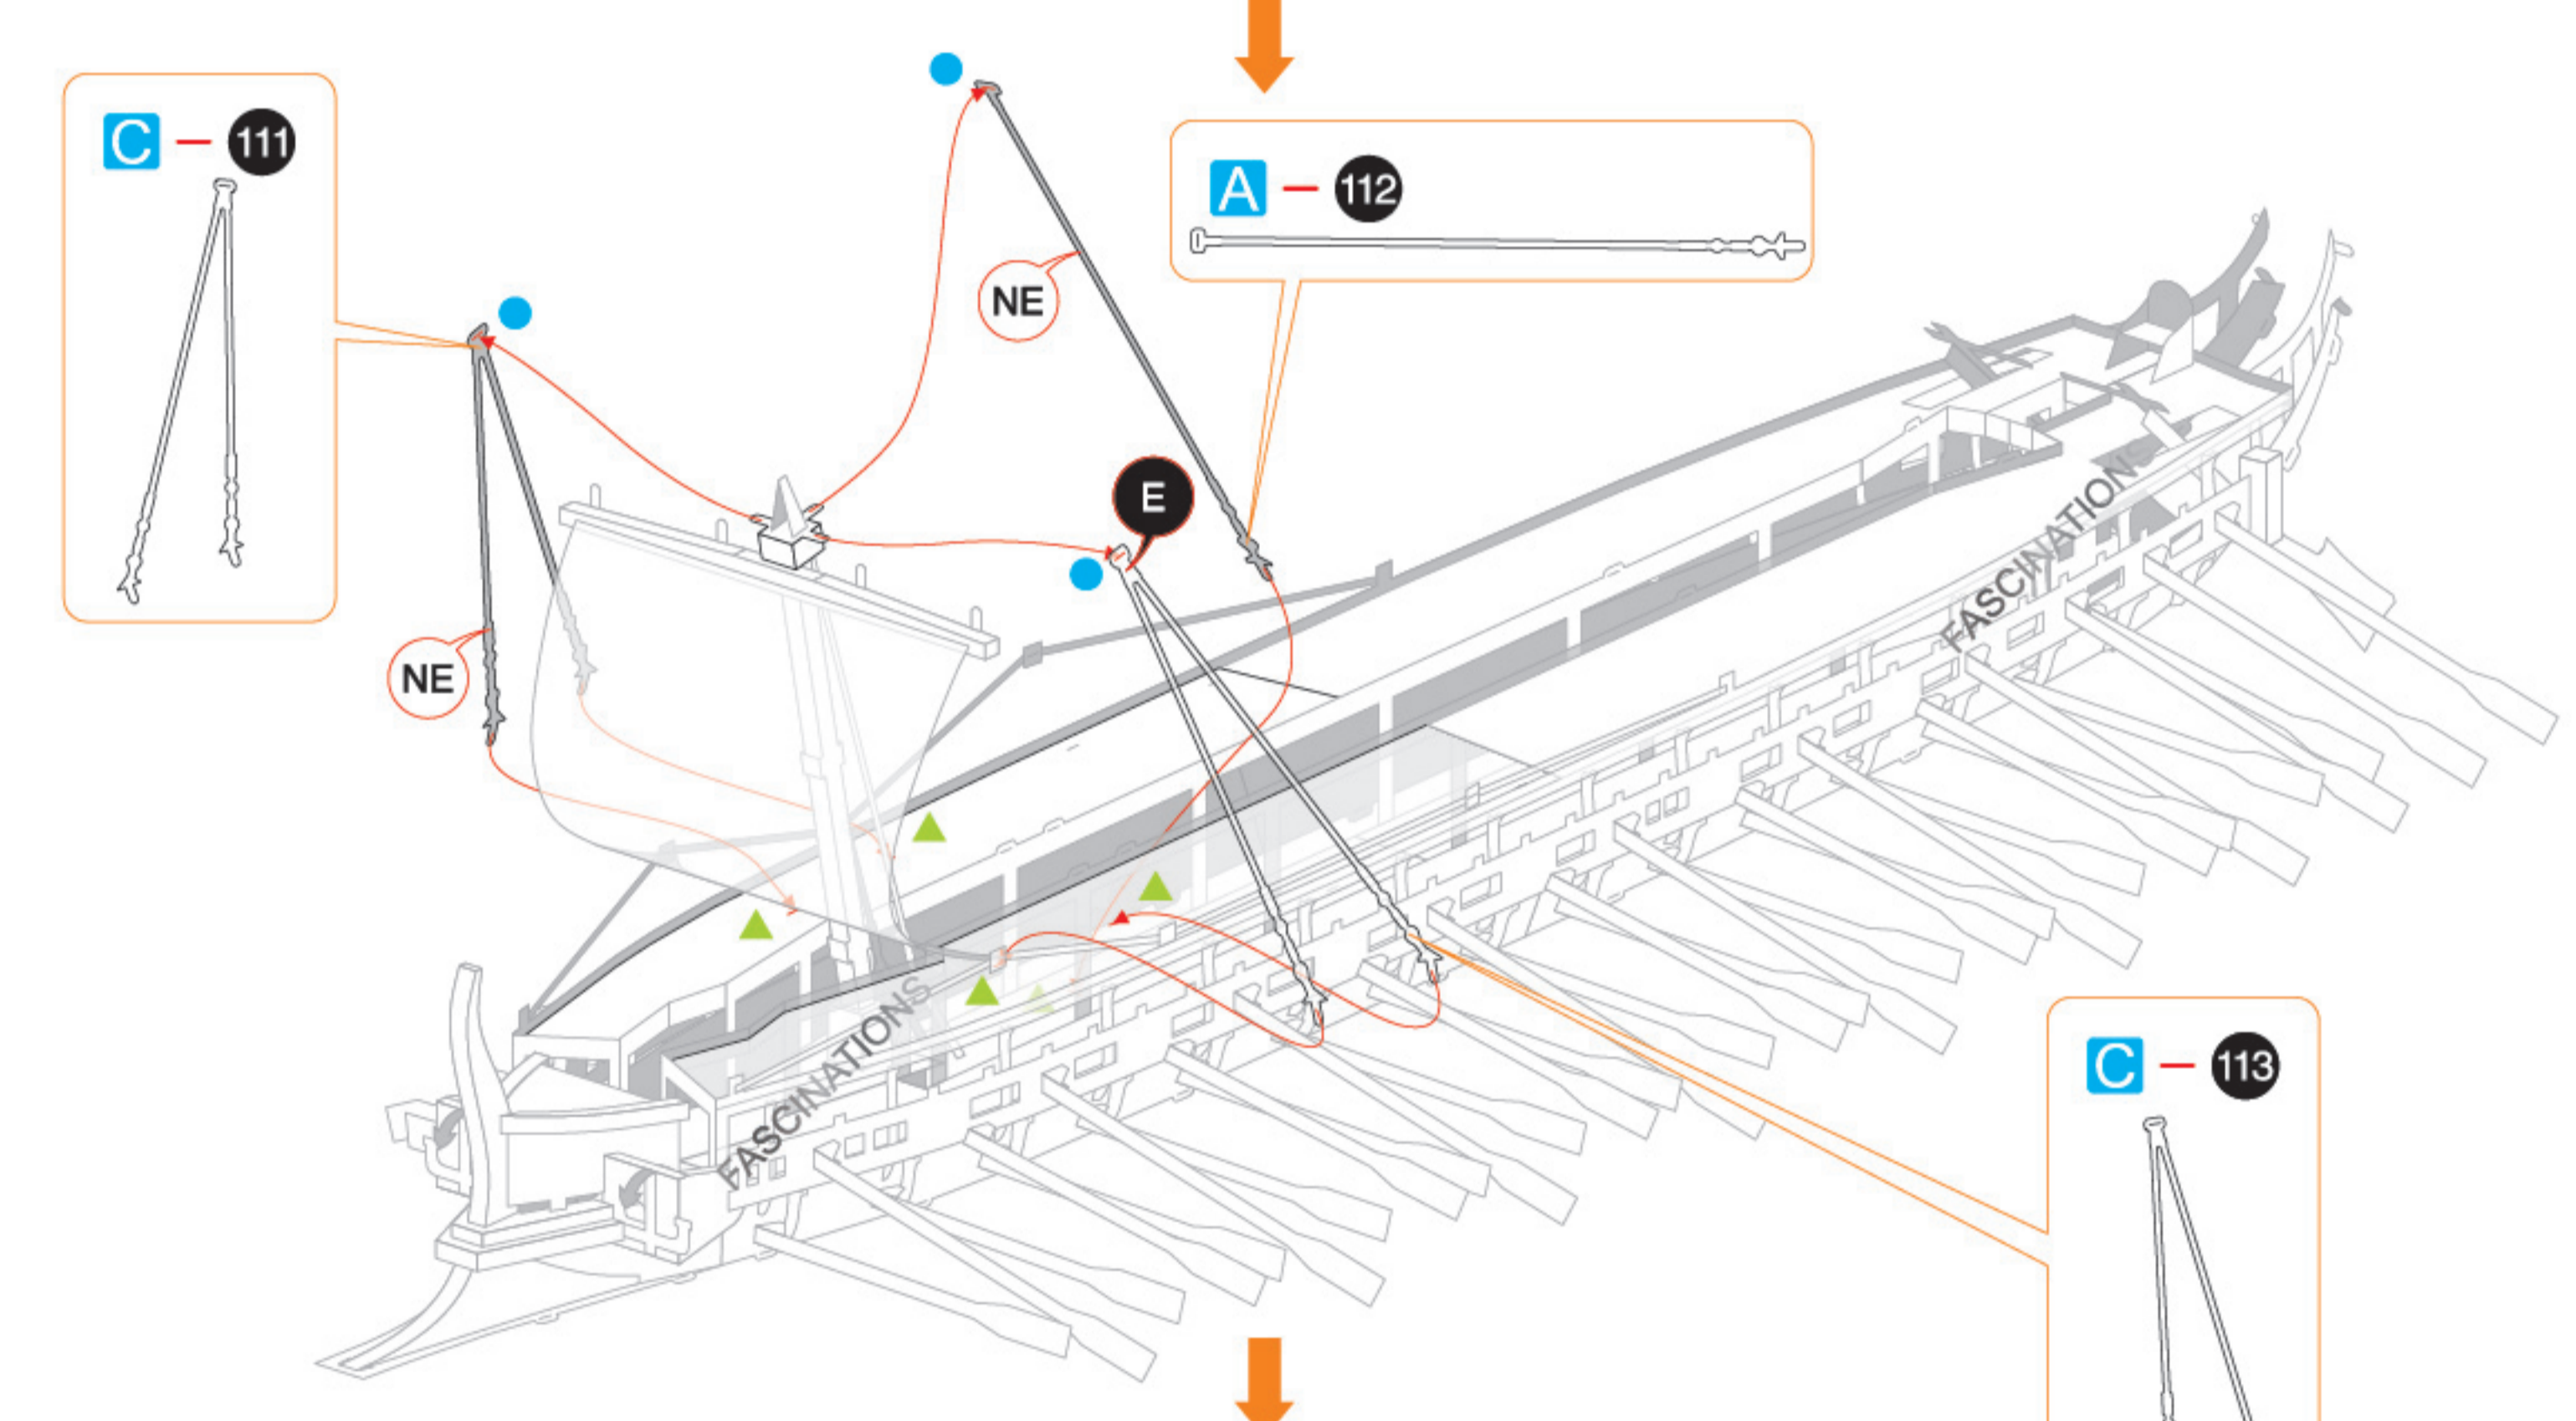 C — 111
A — 112
NE
E
NE
FASCINATIONS
FASCINATIONS
C — 113